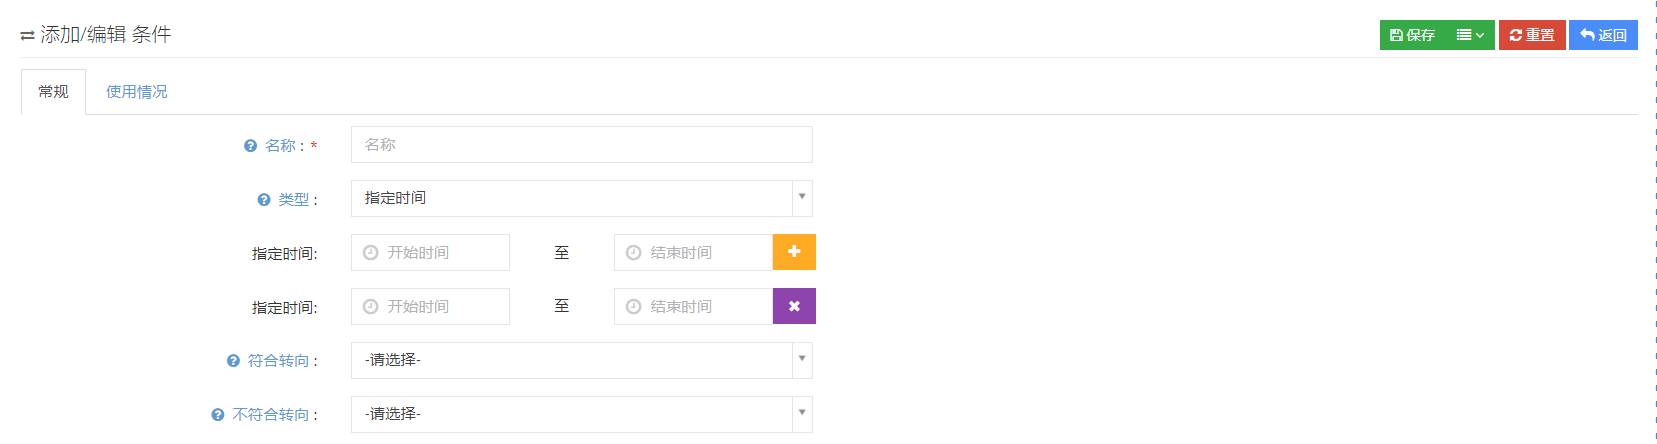 添加/编辑 条件
保存 重置 返回
常规 使用情况
名称 : * 名称
类型 : 指定时间
指定时间: 开始时间 至 结束时间
指定时间: 开始时间 至 结束时间
符合转向 : -请选择-
不符合转向 : -请选择-